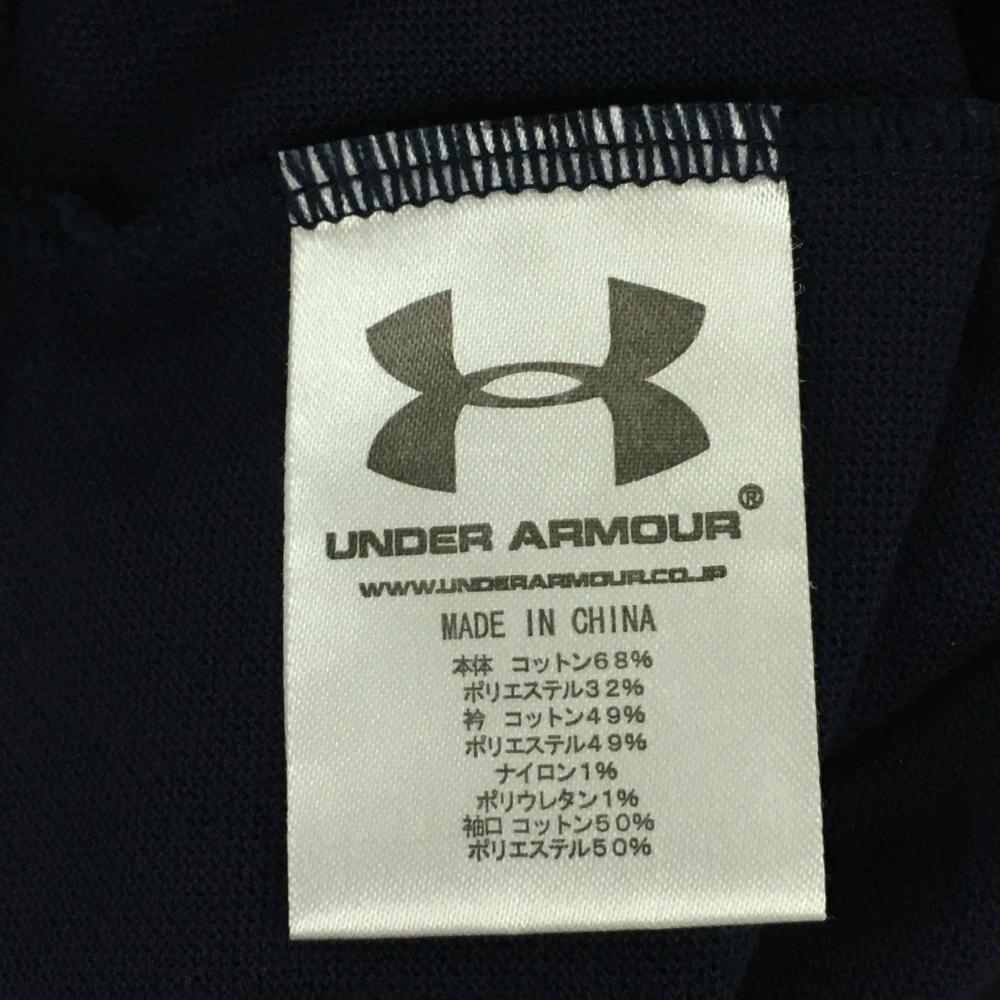 UNDER ARMOUR®
WWW.UNDERARMOUR.CO.JP
MADE IN CHINA
本体 コットン68%
ポリエステル32%
衿 コットン49%
ポリエステル49%
ナイロン1%
ポリウレタン1%
袖口 コットン50%
ポリエステル50%